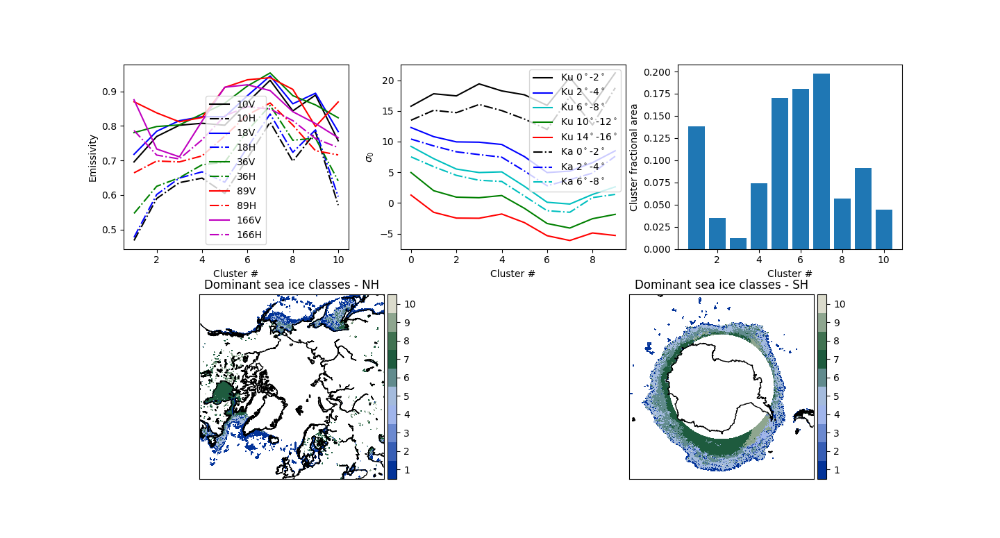 Emissivity
0.9
0.8
0.7
0.6
0.5
2 4 6 8 10
Cluster #
10V
10H
18V
18H
36V
36H
89V
89H
166V
166H
σ0
20
15
10
5
0
−5
0 2 4 6 8
Cluster #
Ku 0°-2°
Ku 2°-4°
Ku 6°-8°
Ku 10°-12°
Ku 14°-16°
Ka 0°-2°
Ka 2°-4°
Ka 6°-8°
Cluster fractional area
0.200
0.175
0.150
0.125
0.100
0.075
0.050
0.025
0.000
2 4 6 8 10
Cluster #
Dominant sea ice classes - NH
10
9
8
7
6
5
4
3
2
1
Dominant sea ice classes - SH
10
9
8
7
6
5
4
3
2
1